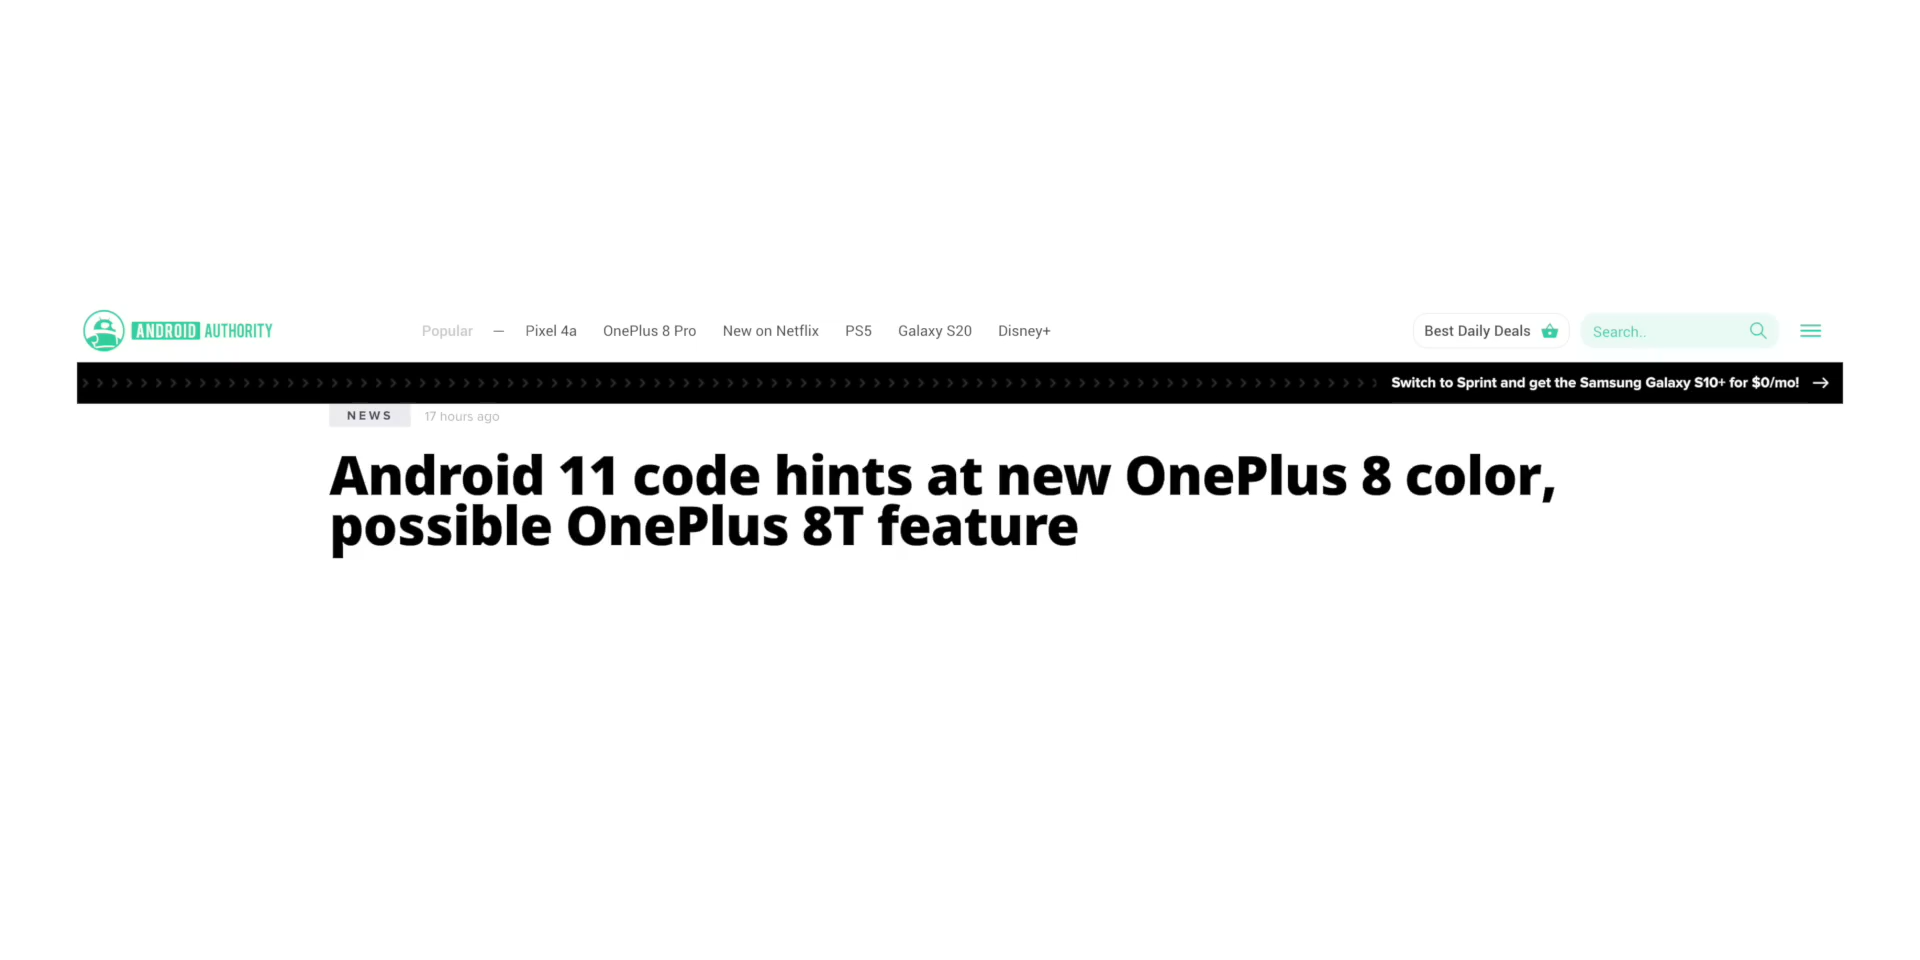 ANDROID AUTHORITY
Popular — Pixel 4a OnePlus 8 Pro New on Netflix PS5 Galaxy S20 Disney+
Best Daily Deals
Search..
Switch to Sprint and get the Samsung Galaxy S10+ for $0/mo! →
NEWS 17 hours ago
Android 11 code hints at new OnePlus 8 color,
possible OnePlus 8T feature